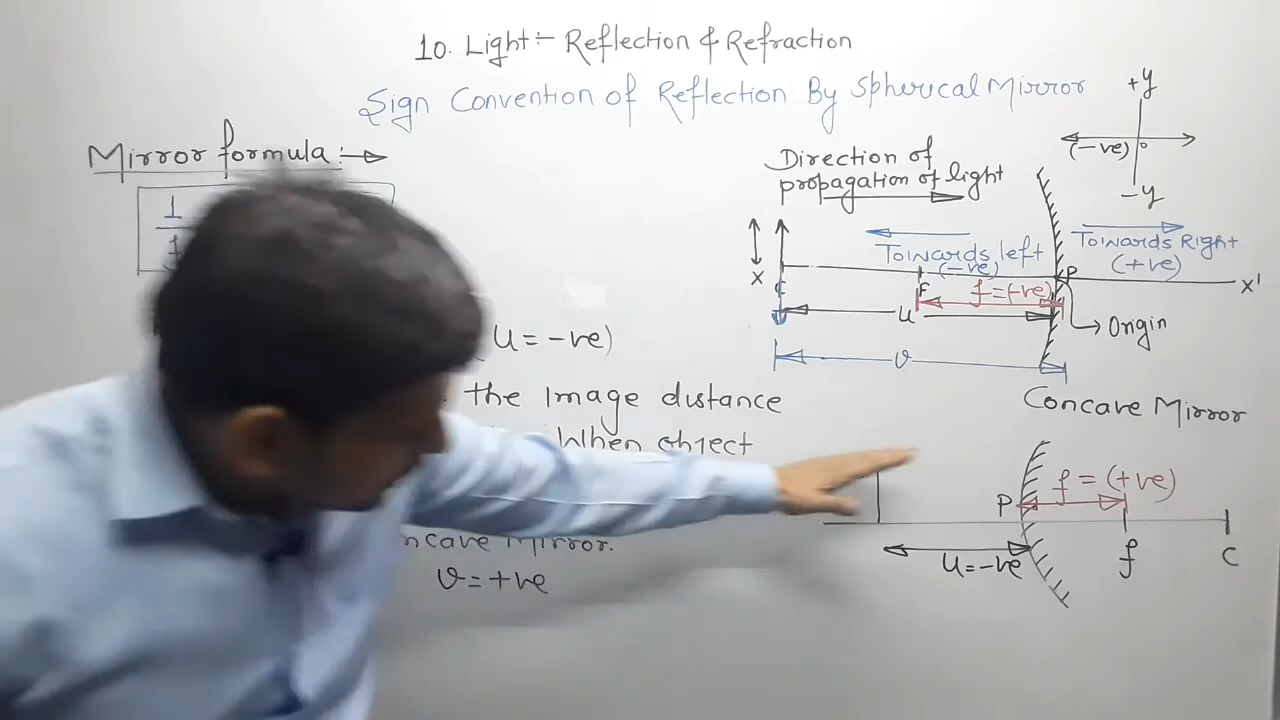 10. Light:- Reflection & Refraction
Sign Convention of Reflection By Spherical Mirror
Mirror formula:→
1
f
(u = -ve)
the Image distance
When object
Concave Mirror.
v = +ve
+y
(-ve) o
-y
Direction of
propagation of light
Towards left
(-ve)
Towards Right
(+ve)
X
C
F
f = (-ve)
P
X'
u
Origin
v
Concave Mirror
P
f = (+ve)
u = -ve
f
C